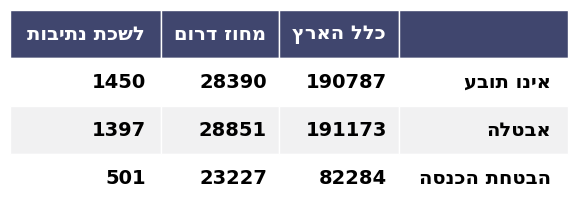 כלל הארץ מחוז דרום לשכת נתיבות
אינו תובע 190787 28390 1450
אבטלה 191173 28851 1397
הבטחת הכנסה 82284 23227 501